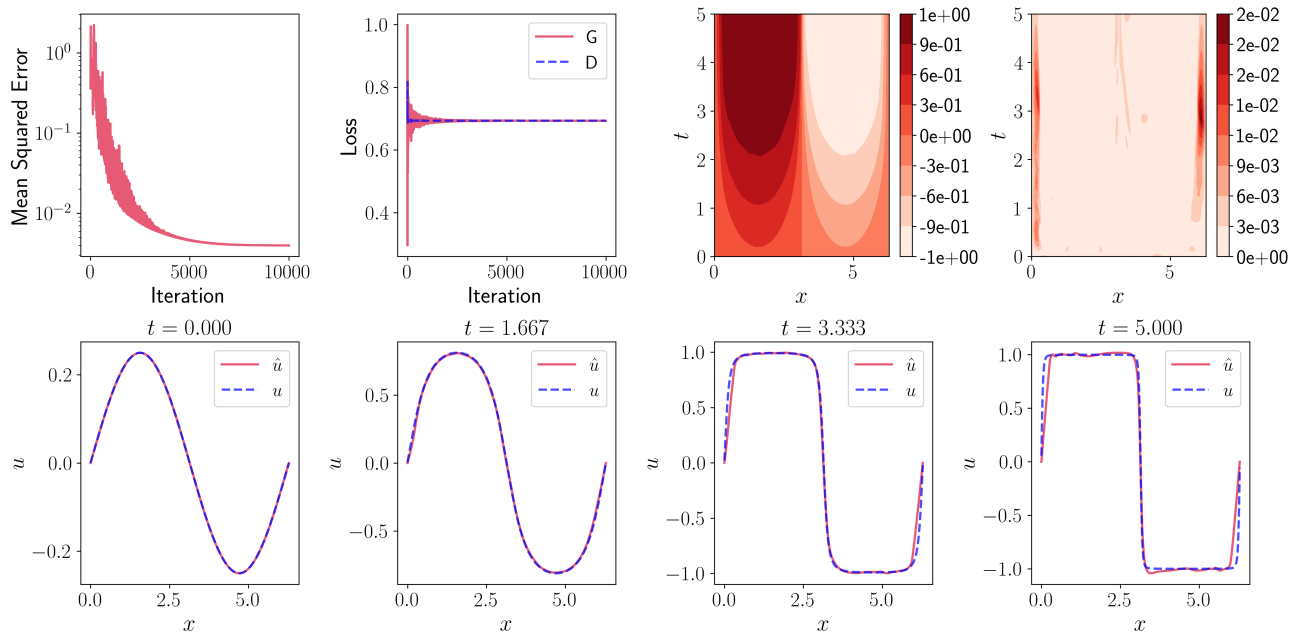 Mean Squared Error
10⁰
10⁻¹
10⁻²
0
5000
10000
Iteration
Loss
1.0
0.8
0.6
0.4
G
D
0
5000
10000
Iteration
t
5
4
3
2
1
0
0
5
x
1e+00
9e-01
6e-01
3e-01
0e+00
-3e-01
-6e-01
-9e-01
-1e+00
t
5
4
3
2
1
0
0
5
x
2e-02
2e-02
2e-02
1e-02
1e-02
9e-03
6e-03
3e-03
0e+00
t = 0.000
u
0.2
0.0
−0.2
û
u
0.0
2.5
5.0
x
t = 1.667
u
0.5
0.0
−0.5
û
u
0.0
2.5
5.0
x
t = 3.333
u
1.0
0.5
0.0
−0.5
−1.0
û
u
0.0
2.5
5.0
x
t = 5.000
u
1.0
0.5
0.0
−0.5
−1.0
û
u
0.0
2.5
5.0
x